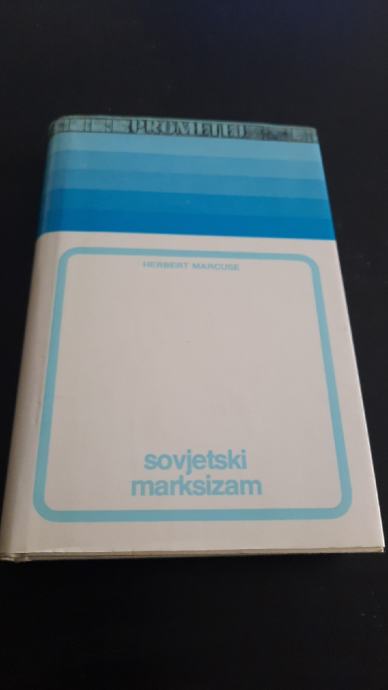 PROMETEJ
HERBERT MARCUSE
sovjetski
marksizam